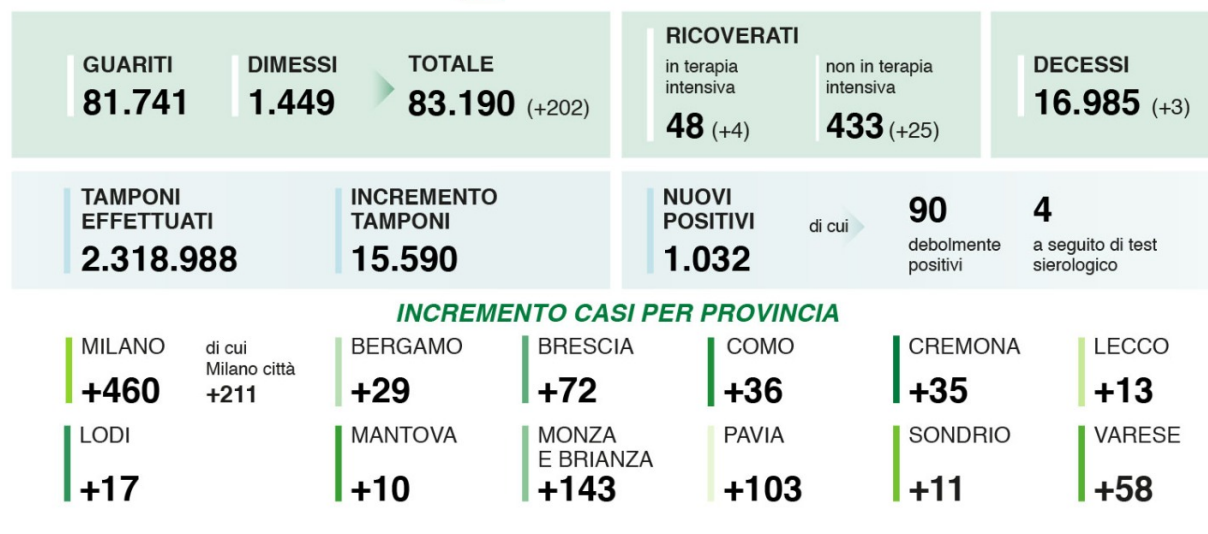 GUARITI
81.741
DIMESSI
1.449
TOTALE
83.190 (+202)
RICOVERATI
in terapia
intensiva
48 (+4)
non in terapia
intensiva
433 (+25)
DECESSI
16.985 (+3)
TAMPONI
EFFETTUATI
2.318.988
INCREMENTO
TAMPONI
15.590
NUOVI
POSITIVI
1.032
di cui
90
debolmente
positivi
4
a seguito di test
sierologico
INCREMENTO CASI PER PROVINCIA
MILANO
+460
di cui
Milano città
+211
BERGAMO
+29
BRESCIA
+72
COMO
+36
CREMONA
+35
LECCO
+13
LODI
+17
MANTOVA
+10
MONZA
E BRIANZA
+143
PAVIA
+103
SONDRIO
+11
VARESE
+58